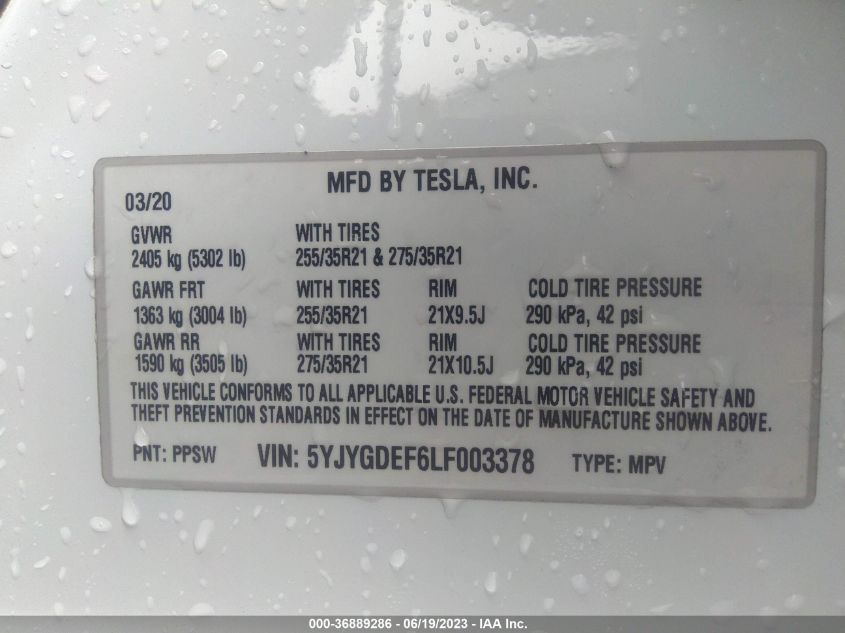 MFD BY TESLA, INC.
03/20
GVWR WITH TIRES
2405 kg (5302 lb) 255/35R21 & 275/35R21
GAWR FRT WITH TIRES RIM COLD TIRE PRESSURE
1363 kg (3004 lb) 255/35R21 21X9.5J 290 kPa, 42 psi
GAWR RR WITH TIRES RIM COLD TIRE PRESSURE
1590 kg (3505 lb) 275/35R21 21X10.5J 290 kPa, 42 psi
THIS VEHICLE CONFORMS TO ALL APPLICABLE U.S. FEDERAL MOTOR VEHICLE SAFETY AND
THEFT PREVENTION STANDARDS IN EFFECT ON THE DATE OF MANUFACTURE SHOWN ABOVE.
PNT: PPSW VIN: 5YJYGDEF6LF003378 TYPE: MPV
000-36889286 - 06/19/2023 - IAA Inc.